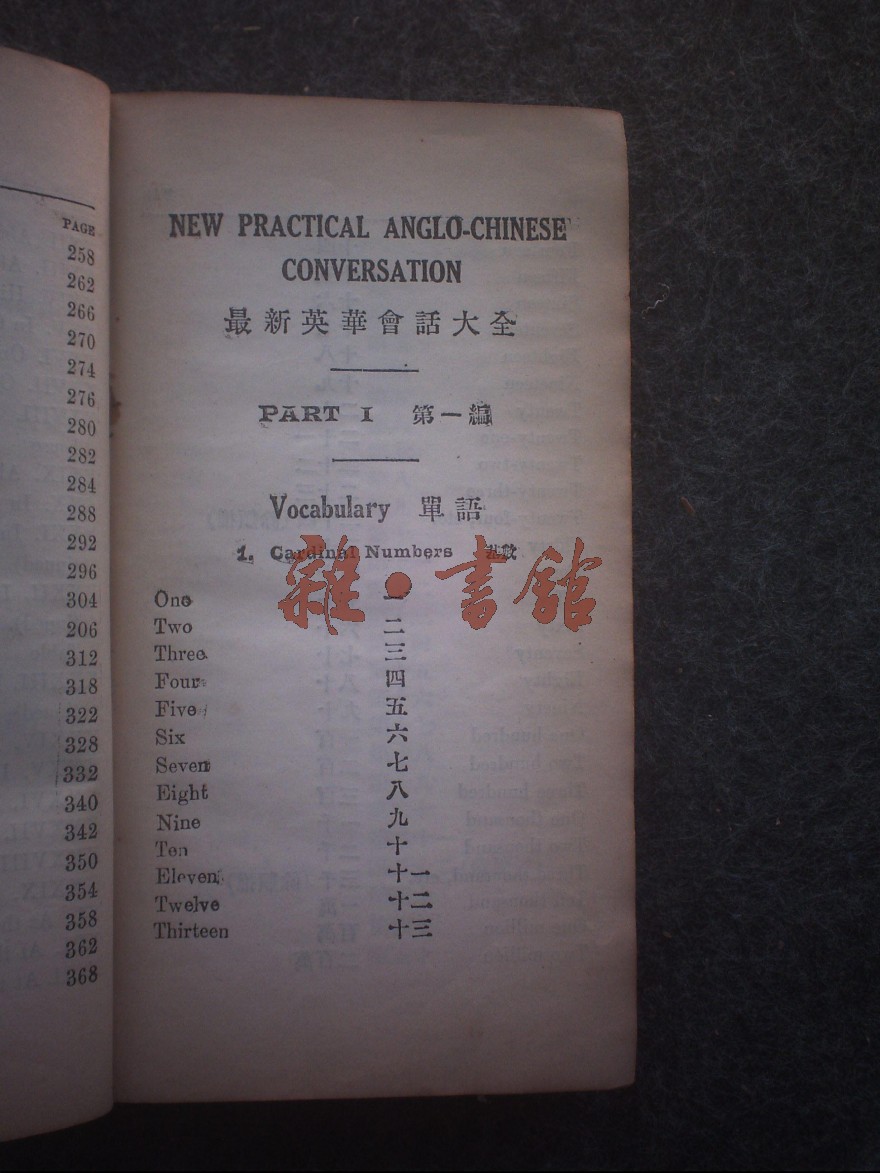 PAGE
258
262
266
270
274
276
280
282
284
288
292
296
304
206
312
318
322
328
332
340
342
350
354
358
362
368
NEW PRACTICAL ANGLO-CHINESE
CONVERSATION
最新英華會話大全
PART I 第一編
Vocabulary 單語
1. Cardinal Numbers 基數
雜·書館
One 一
Two 二
Three 三
Four 四
Five 五
Six 六
Seven 七
Eight 八
Nine 九
Ten 十
Eleven 十一
Twelve 十二
Thirteen 十三